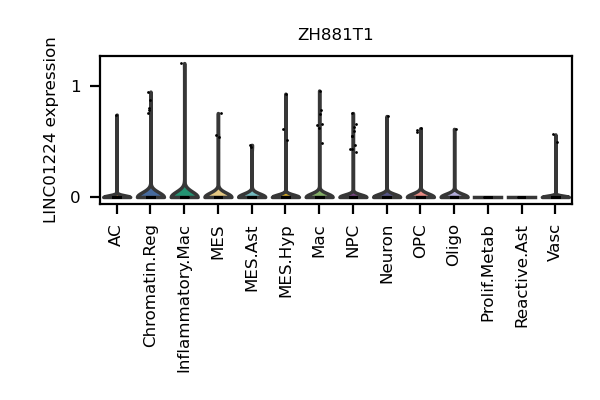 ZH881T1
LINC01224 expression
1
0
AC
Chromatin.Reg
Inflammatory.Mac
MES
MES.Ast
MES.Hyp
Mac
NPC
Neuron
OPC
Oligo
Prolif.Metab
Reactive.Ast
Vasc